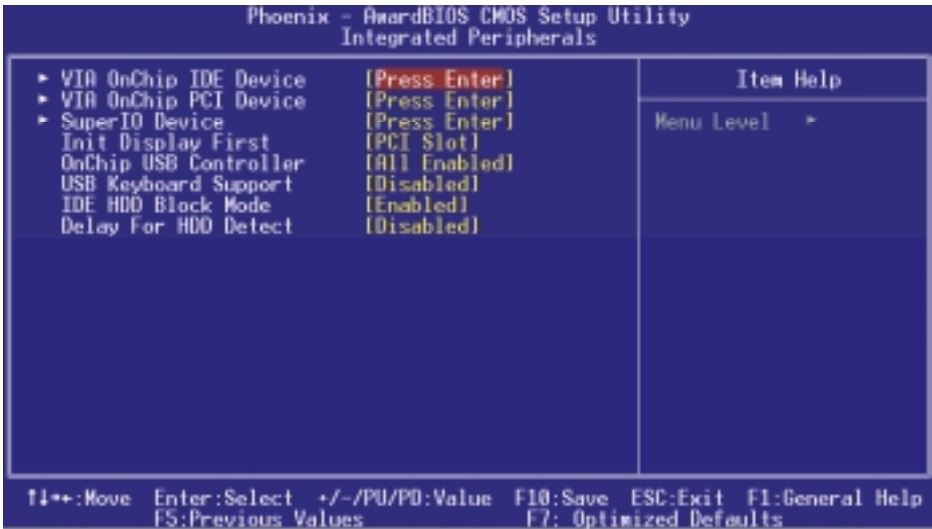 Phoenix - AwardBIOS CMOS Setup Utility
Integrated Peripherals
► VIA OnChip IDE Device [Press Enter]
► VIA OnChip PCI Device [Press Enter]
► SuperIO Device [Press Enter]
Init Display First [PCI Slot]
OnChip USB Controller [All Enabled]
USB Keyboard Support [Disabled]
IDE HDD Block Mode [Enabled]
Delay For HDD Detect [Disabled]
Item Help
Menu Level ►
↑↓→←:Move Enter:Select +/-/PU/PD:Value F10:Save ESC:Exit F1:General Help
F5:Previous Values F7: Optimized Defaults